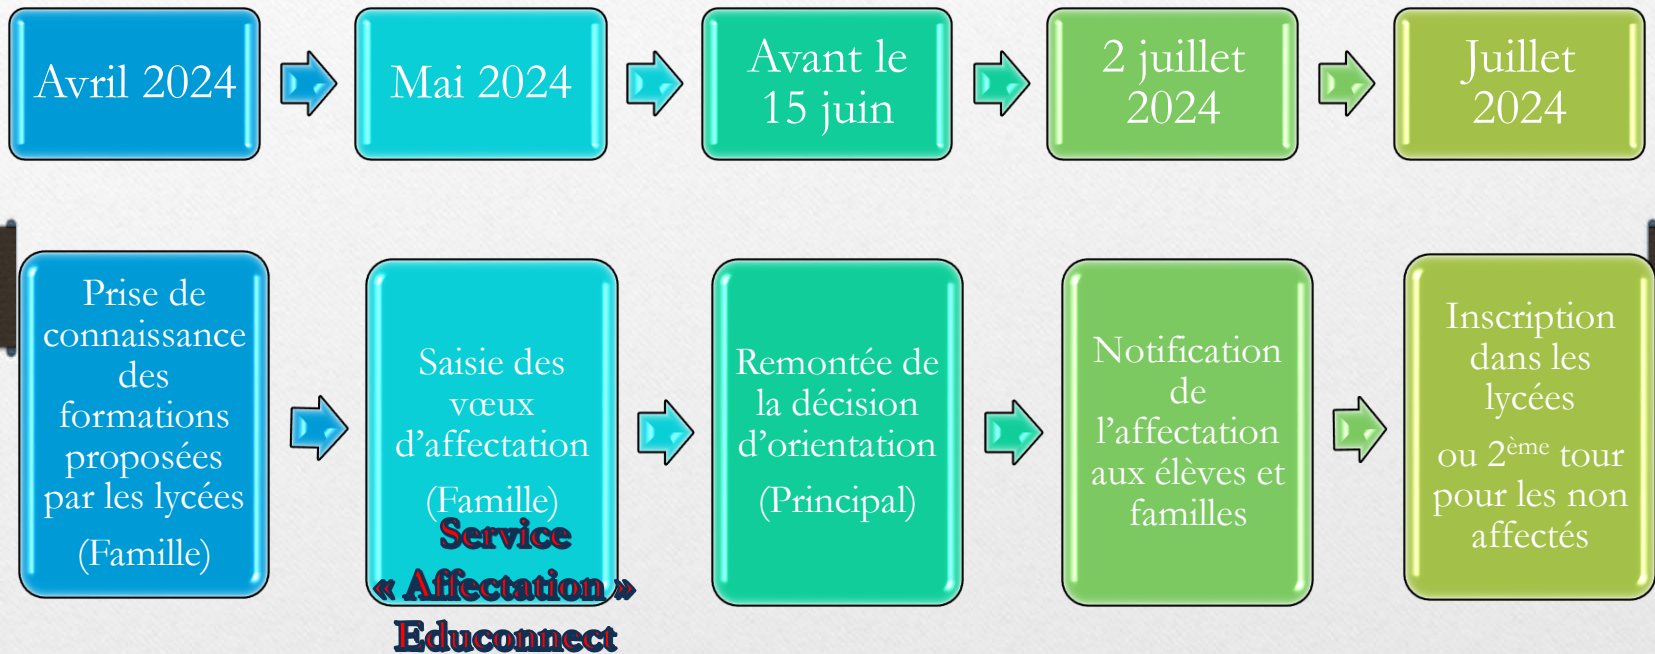 Avril 2024
Mai 2024
Avant le
15 juin
2 juillet
2024
Juillet
2024
Prise de
connaissance
des
formations
proposées
par les lycées
(Famille)
Saisie des
vœux
d’affectation
(Famille)
Service
« Affectation »
Educonnect
Remontée de
la décision
d’orientation
(Principal)
Notification
de
l’affectation
aux élèves et
familles
Inscription
dans les
lycées
ou 2ème tour
pour les non
affectés